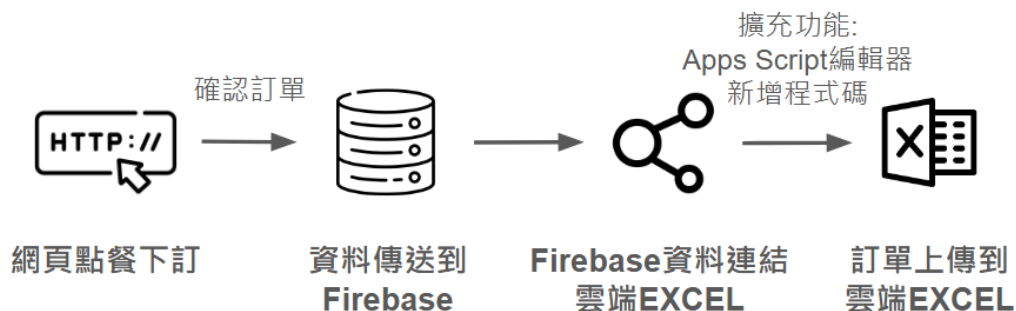 擴充功能:
Apps Script編輯器
新增程式碼
確認訂單
HTTP://
X
網頁點餐下訂
資料傳送到
Firebase
Firebase資料連結
雲端EXCEL
訂單上傳到
雲端EXCEL